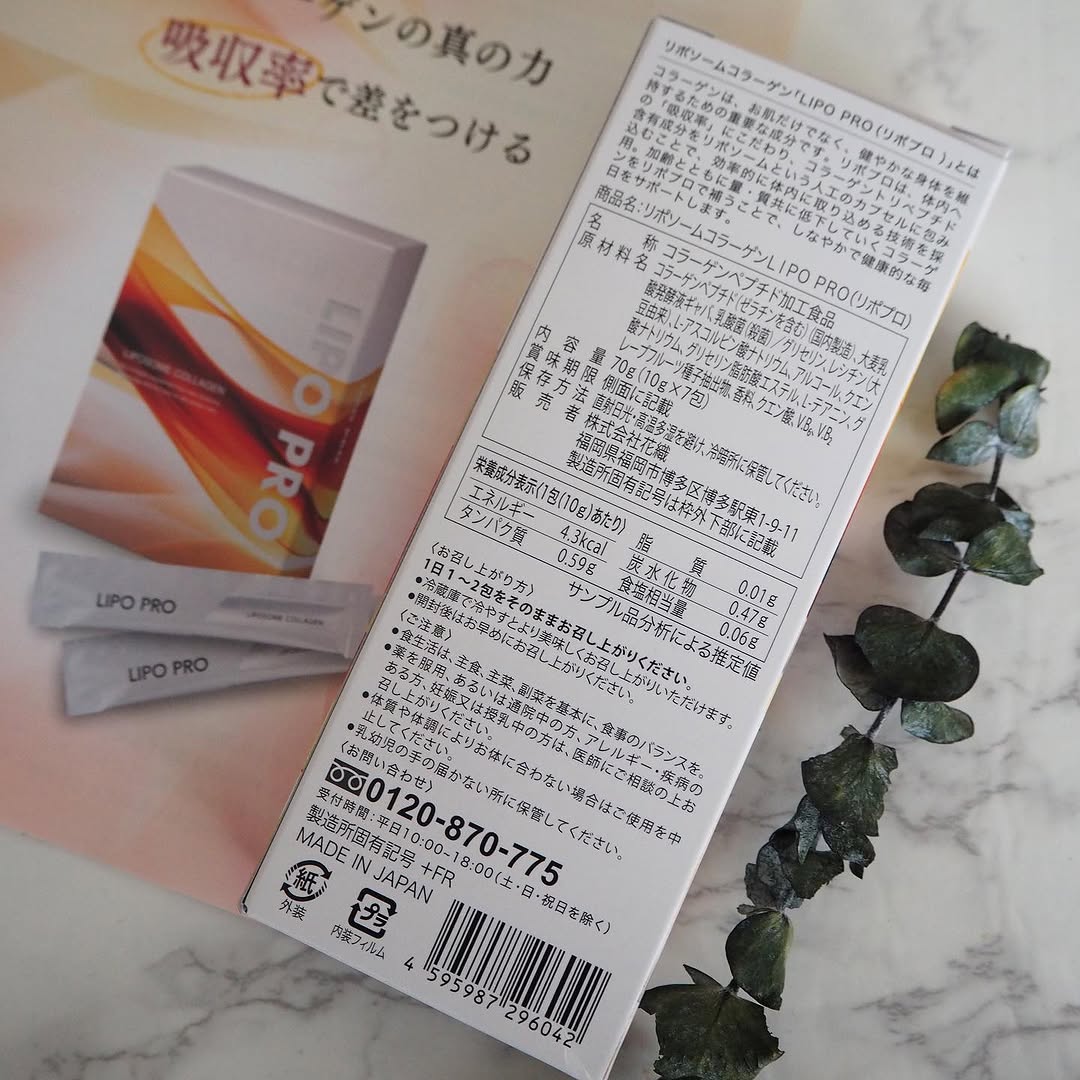 ゲンの真の力
吸収率で差をつける
LIPO PRO
LIPOSOME COLLAGEN
LIPO PRO
LIPOSOME COLLAGEN
LIPO PRO
リポソームコラーゲン「LIPO PRO(リポプロ)」とは
コラーゲンは、お肌だけでなく、健やかな身体を維
持するための重要な成分です。リポプロは、体内へ
の「吸収率」にこだわり、コラーゲントリペプチド
含有成分をリポソームという人工のカプセルに包み
込むことで、効率的に体内に取り込める技術を採
用。加齢とともに量・質共に低下していくコラーゲ
ンをリポプロで補うことで、しなやかで健康的な毎
日をサポートします。
商品名:リポソームコラーゲンLIPO PRO(リポプロ)
名称 コラーゲンペプチド加工食品
原材料名 コラーゲンペプチド(ゼラチンを含む)(国内製造)、大麦乳
酸発酵液ギャバ、乳酸菌(殺菌)/グリセリン、レシチン(大
豆由来)、L-アスコルビン酸ナトリウム、アルコール、クエン
酸ナトリウム、グリセリン脂肪酸エステル、L-テアニン、グ
レープフルーツ種子抽出物、香料、クエン酸、V.B₆、V.B₂
内容量 70g(10g×7包)
賞味期限 側面に記載
保存方法 直射日光・高温多湿を避け、冷暗所に保管してください。
販売者 株式会社花織
福岡県福岡市博多区博多駅東1-9-11
製造所固有記号は枠外下部に記載
栄養成分表示(1包(10g)あたり)
エネルギー 4.3kcal
タンパク質 0.59g
脂質 0.01g
炭水化物 0.47g
食塩相当量 0.06g
サンプル品分析による推定値
〈お召し上がり方〉
1日1〜2包をそのままお召し上がりください。
●冷蔵庫で冷やすとより美味しくお召し上がりいただけます。
●開封後はお早めにお召し上がりください。
〈ご注意〉
●食生活は、主食、主菜、副菜を基本に、食事のバランスを。
●薬を服用、あるいは通院中の方、アレルギー・疾病の
ある方、妊娠又は授乳中の方は、医師にご相談の上お
召し上がりください。
●体質や体調によりお体に合わない場合はご使用を中
止してください。
●乳幼児の手の届かない所に保管してください。
〈お問い合わせ〉
0120-870-775
受付時間:平日10:00~18:00(土・日・祝日を除く)
製造所固有記号 +FR
MADE IN JAPAN
紙
外装
プラ
内装フィルム
4 595987 296042